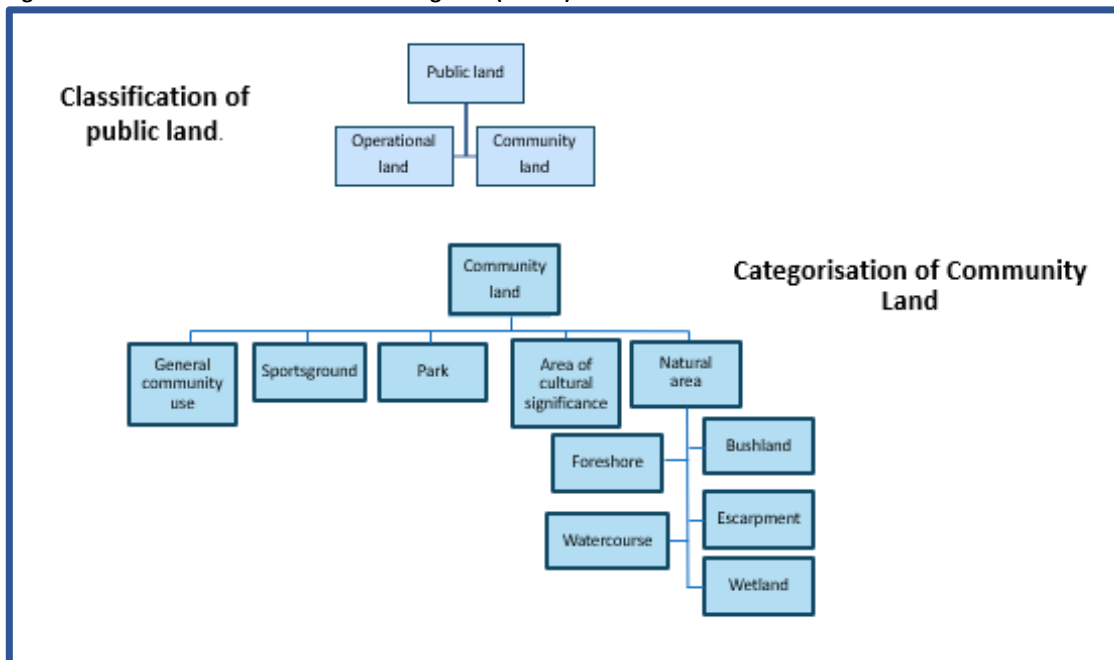 Public land
Classification of
public land.
Operational
land
Community
land
Community
land
Categorisation of Community
Land
General
community
use
Sportsground
Park
Area of
cultural
significance
Natural
area
Foreshore
Bushland
Watercourse
Escarpment
Wetland